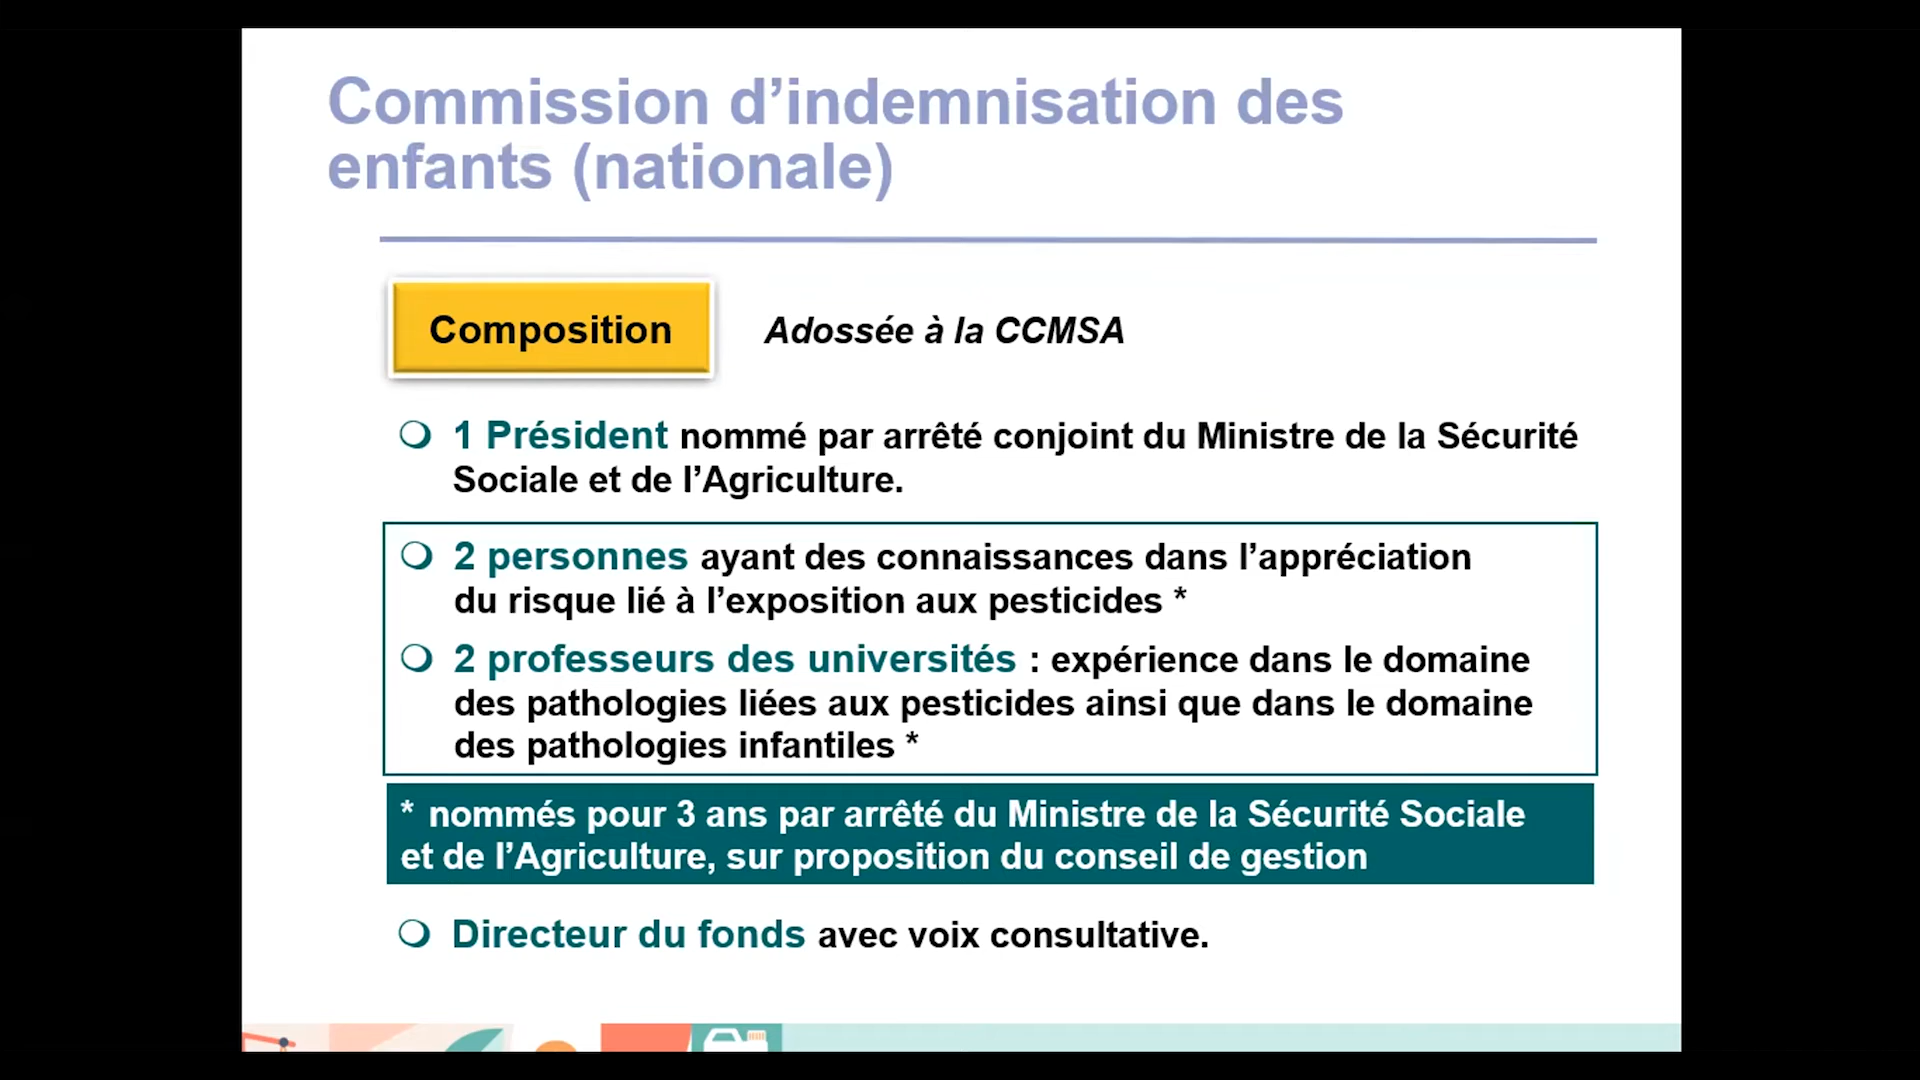 Commission d’indemnisation des
enfants (nationale)
Composition
Adossée à la CCMSA
1 Président nommé par arrêté conjoint du Ministre de la Sécurité
Sociale et de l’Agriculture.
2 personnes ayant des connaissances dans l’appréciation
du risque lié à l’exposition aux pesticides *
2 professeurs des universités : expérience dans le domaine
des pathologies liées aux pesticides ainsi que dans le domaine
des pathologies infantiles *
* nommés pour 3 ans par arrêté du Ministre de la Sécurité Sociale
et de l’Agriculture, sur proposition du conseil de gestion
Directeur du fonds avec voix consultative.